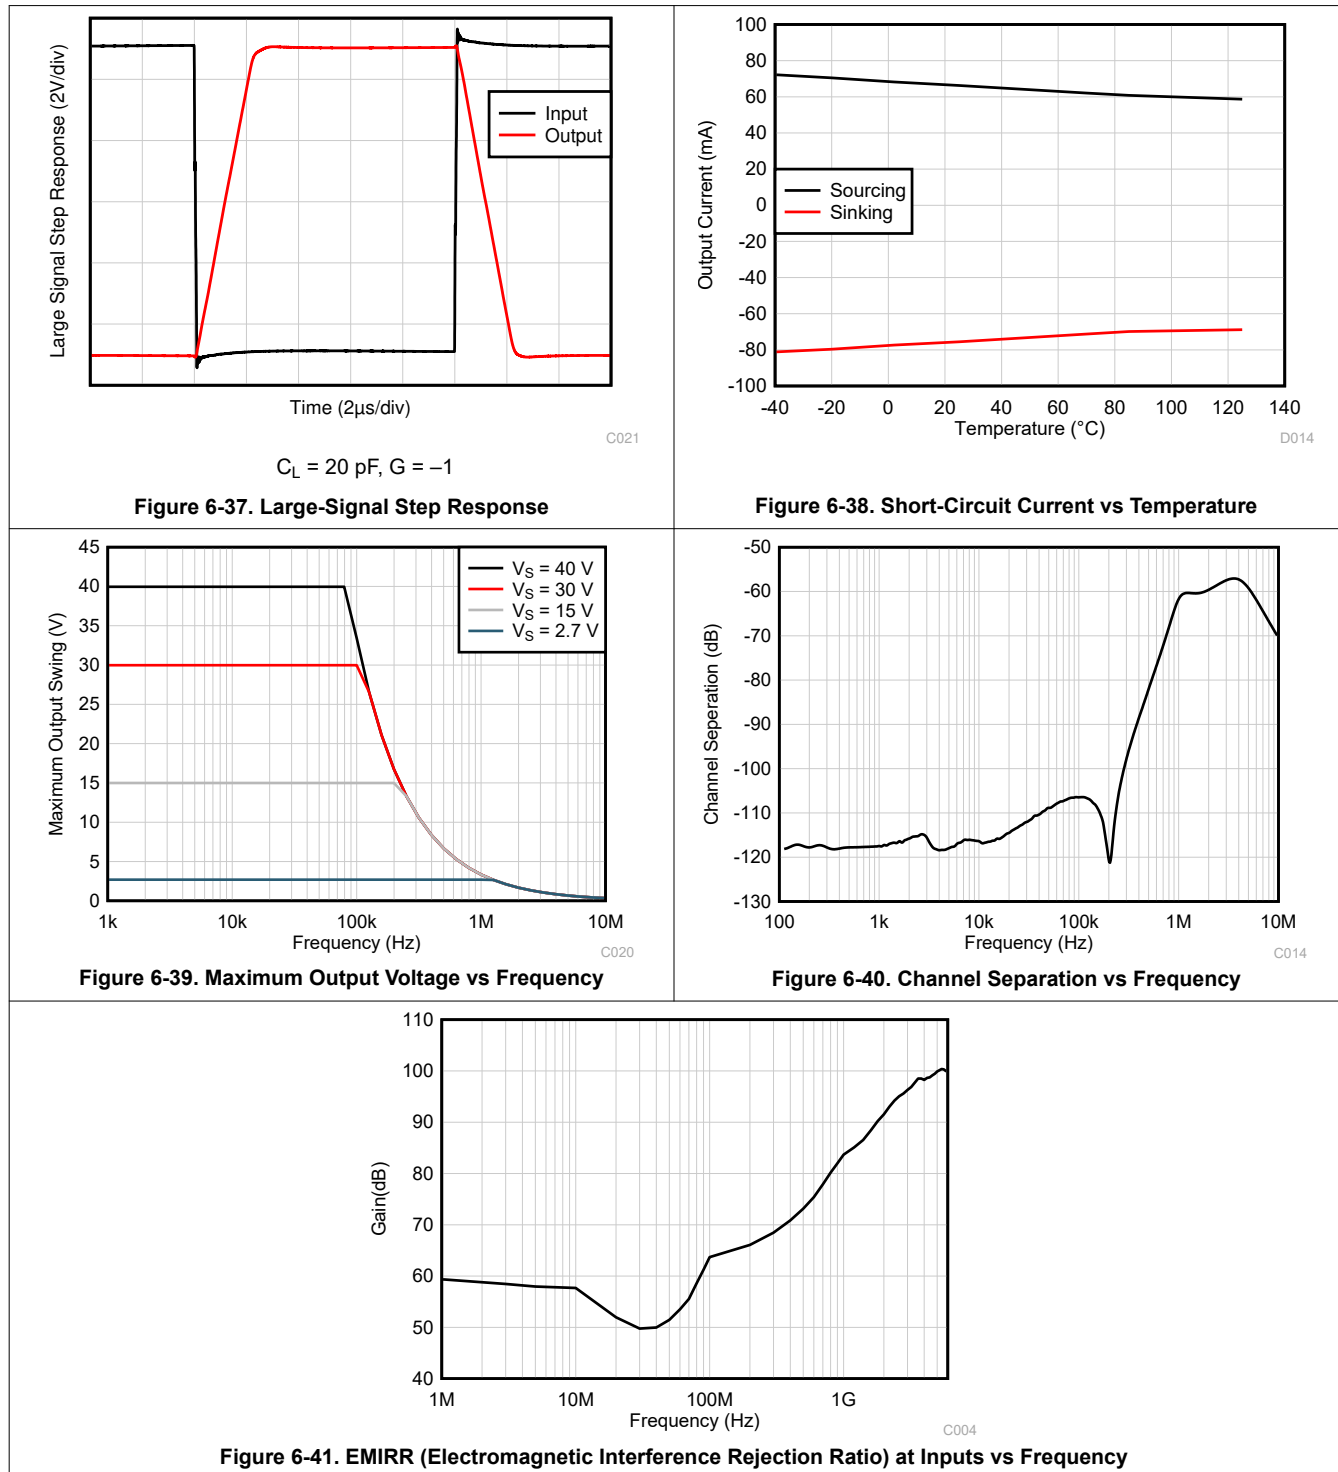 Large Signal Step Response (2V/div)
Input
Output
Time (2µs/div)
C021
C_L = 20 pF, G = –1
Figure 6-37. Large-Signal Step Response
100
80
60
40
20
0
-20
-40
-60
-80
-100
Output Current (mA)
Sourcing
Sinking
-40 -20 0 20 40 60 80 100 120 140
Temperature (°C)
D014
Figure 6-38. Short-Circuit Current vs Temperature
45
40
35
30
25
20
15
10
5
0
Maximum Output Swing (V)
V_S = 40 V
V_S = 30 V
V_S = 15 V
V_S = 2.7 V
1k 10k 100k 1M 10M
Frequency (Hz)
C020
Figure 6-39. Maximum Output Voltage vs Frequency
-50
-60
-70
-80
-90
-100
-110
-120
-130
Channel Seperation (dB)
100 1k 10k 100k 1M 10M
Frequency (Hz)
C014
Figure 6-40. Channel Separation vs Frequency
110
100
90
80
70
60
50
40
Gain(dB)
1M 10M 100M 1G
Frequency (Hz)
C004
Figure 6-41. EMIRR (Electromagnetic Interference Rejection Ratio) at Inputs vs Frequency